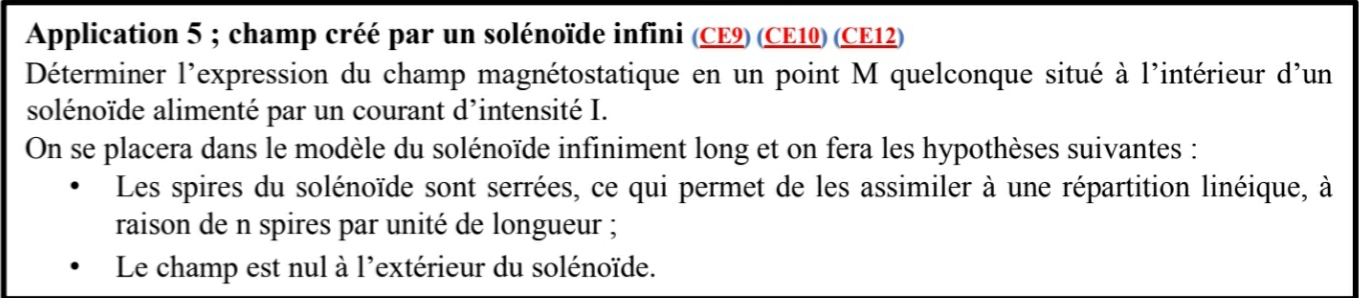 Application 5 ; champ créé par un solénoïde infini (CE9) (CE10) (CE12)
Déterminer l’expression du champ magnétostatique en un point M quelconque situé à l’intérieur d’un
solénoïde alimenté par un courant d’intensité I.
On se placera dans le modèle du solénoïde infiniment long et on fera les hypothèses suivantes :
• Les spires du solénoïde sont serrées, ce qui permet de les assimiler à une répartition linéique, à
raison de n spires par unité de longueur ;
• Le champ est nul à l’extérieur du solénoïde.